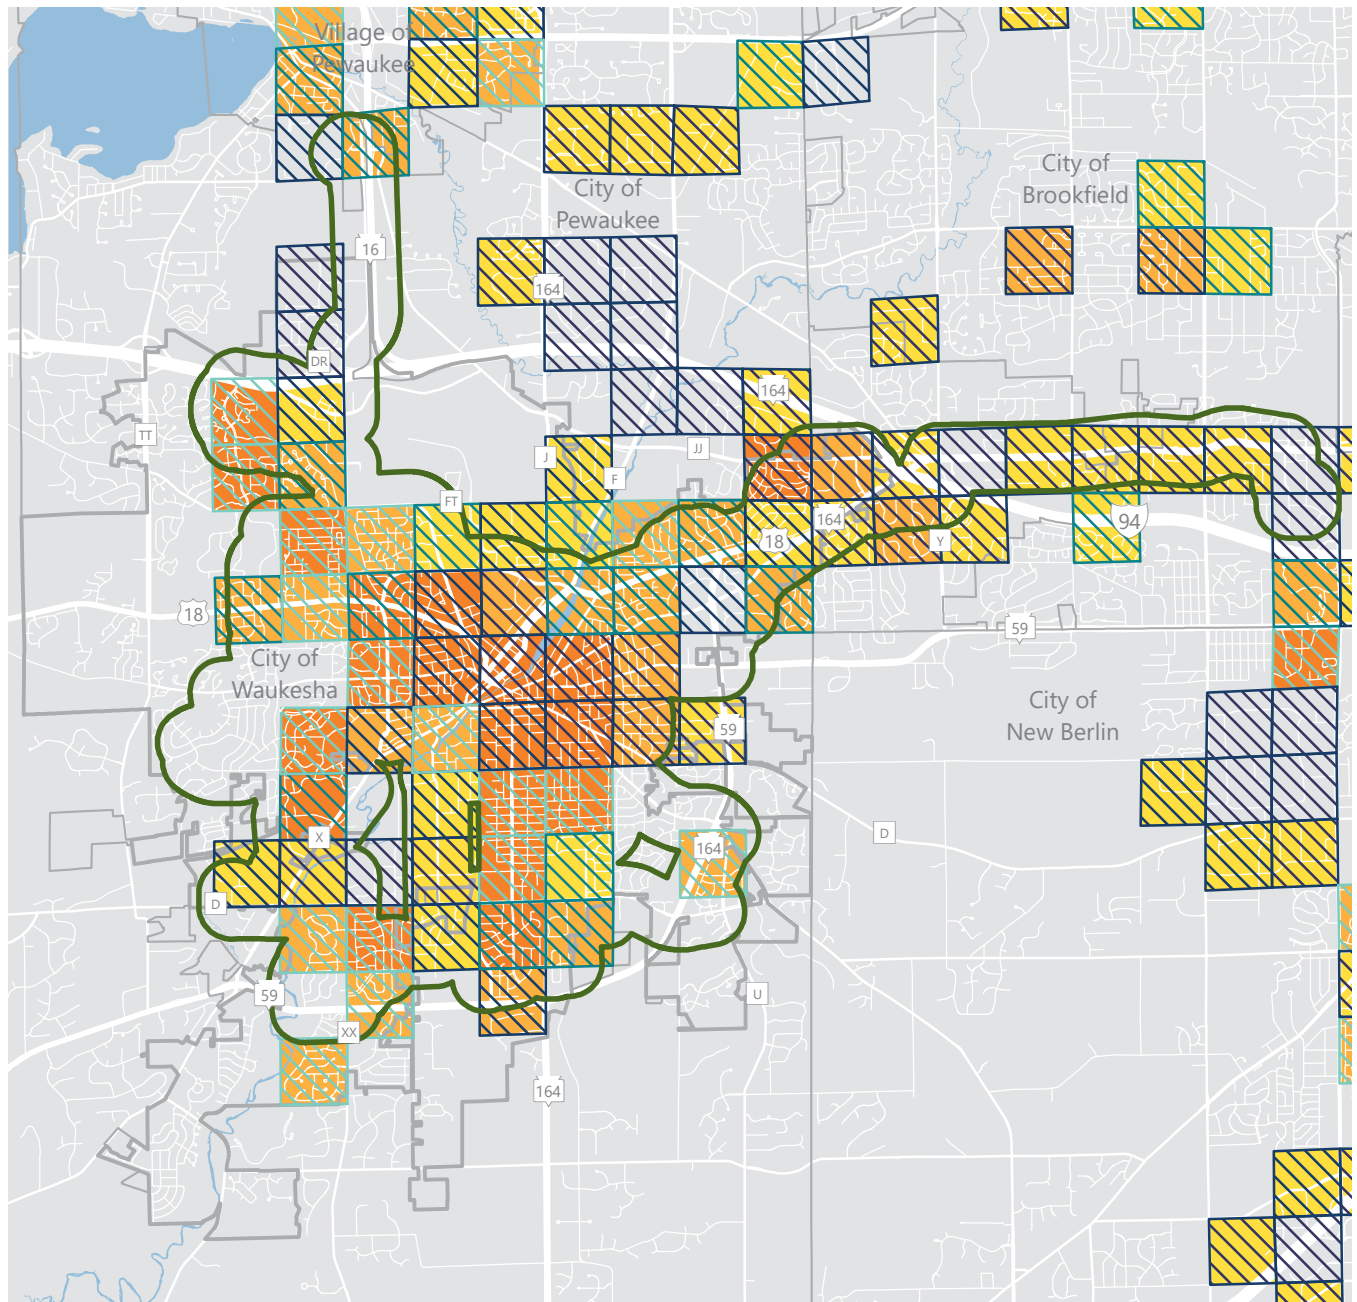 Village of
Pewaukee
City of
Brookfield
City of
Pewaukee
16
164
DR
164
TT
J
JJ
F
FT
164
94
18
Y
18
59
City of
Waukesha
City of
New Berlin
59
X
D
164
D
59
U
XX
164